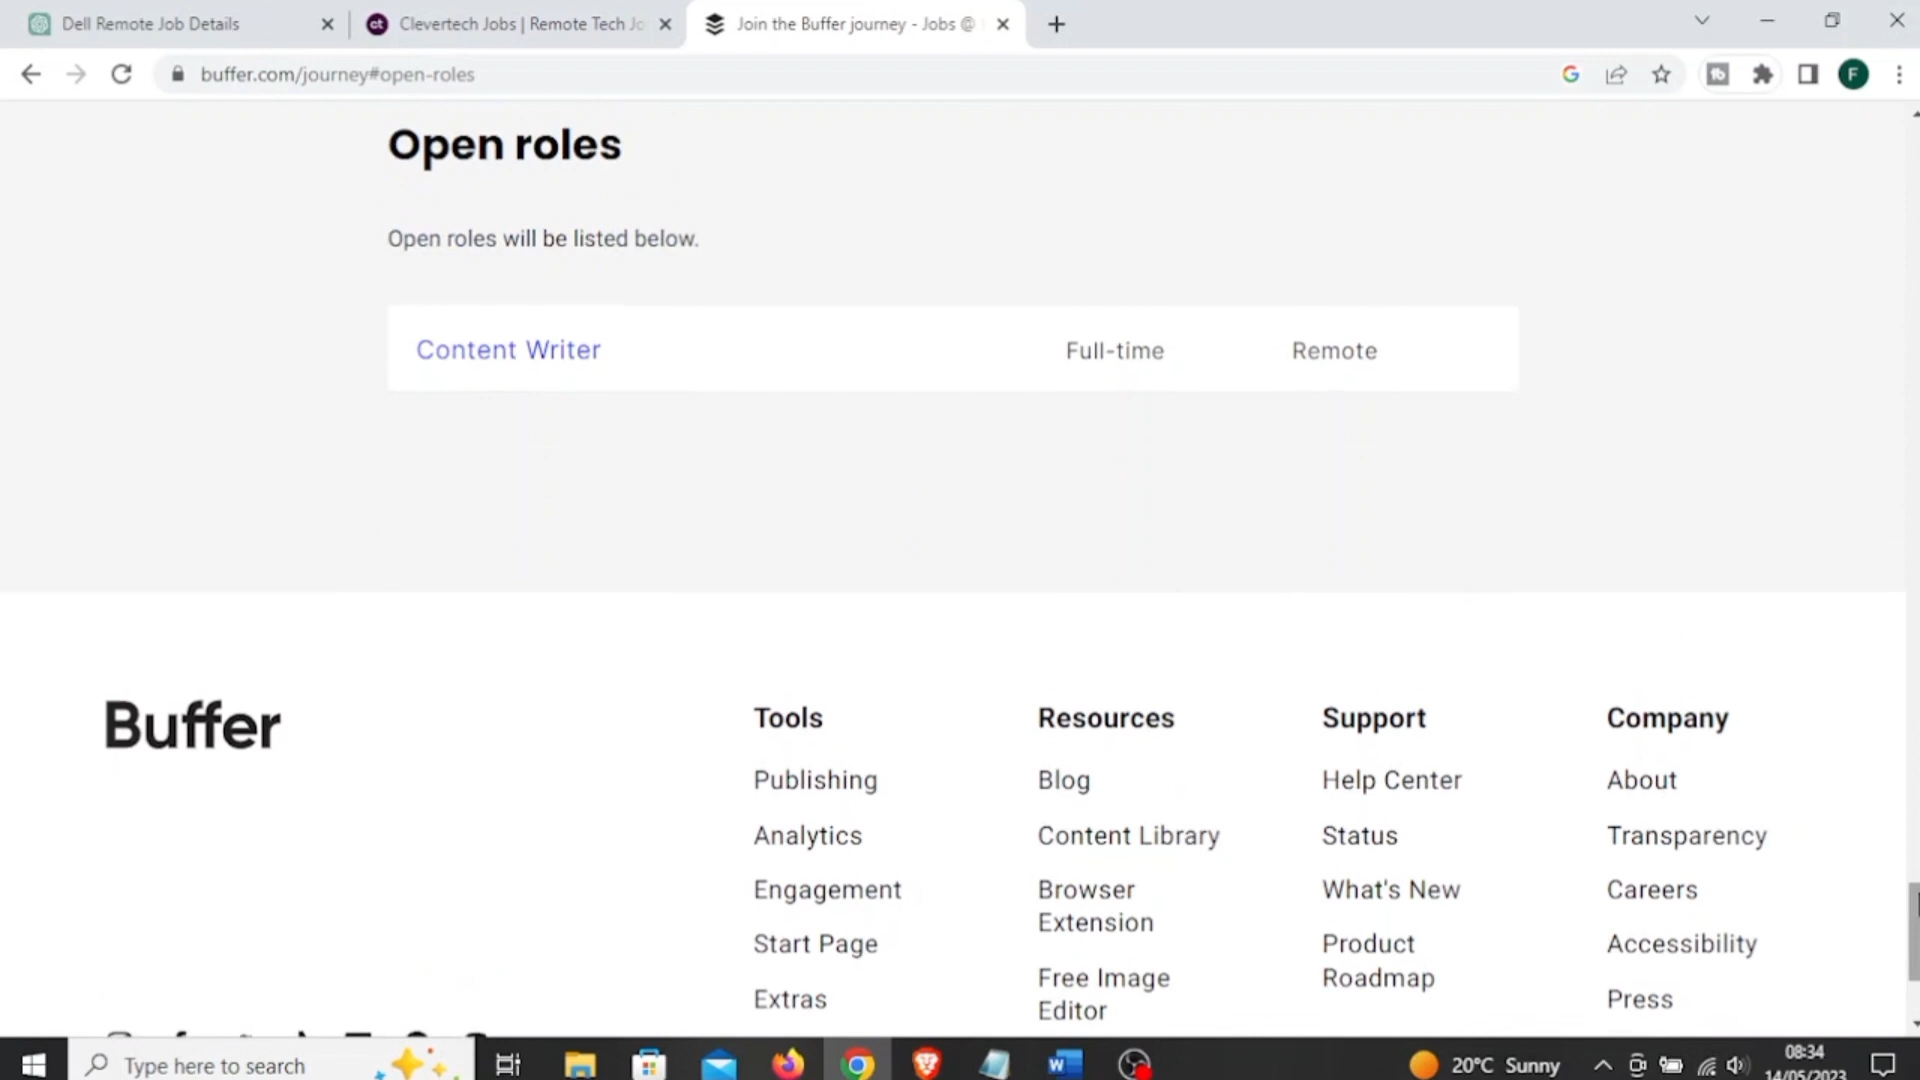 Dell Remote Job Details
Clevertech Jobs | Remote Tech Jo
Join the Buffer journey - Jobs @
buffer.com/journey#open-roles
F
Open roles
Open roles will be listed below.
Content Writer Full-time Remote
Buffer
Tools Resources Support Company
Publishing Blog Help Center About
Analytics Content Library Status Transparency
Engagement Browser Extension What's New Careers
Start Page Free Image Editor Product Roadmap Accessibility
Extras Press
Type here to search
20°C Sunny
08:34
14/05/2023